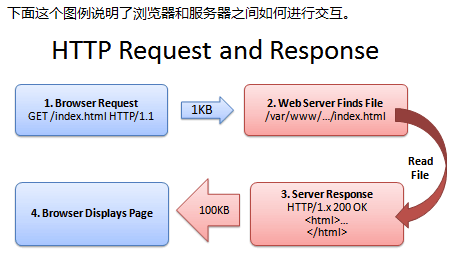 下面这个图例说明了浏览器和服务器之间如何进行交互。
HTTP Request and Response
1. Browser Request
GET /index.html HTTP/1.1
1KB
2. Web Server Finds File
/var/www/.../index.html
Read
File
3. Server Response
HTTP/1.x 200 OK
<html>...
</html>
100KB
4. Browser Displays Page